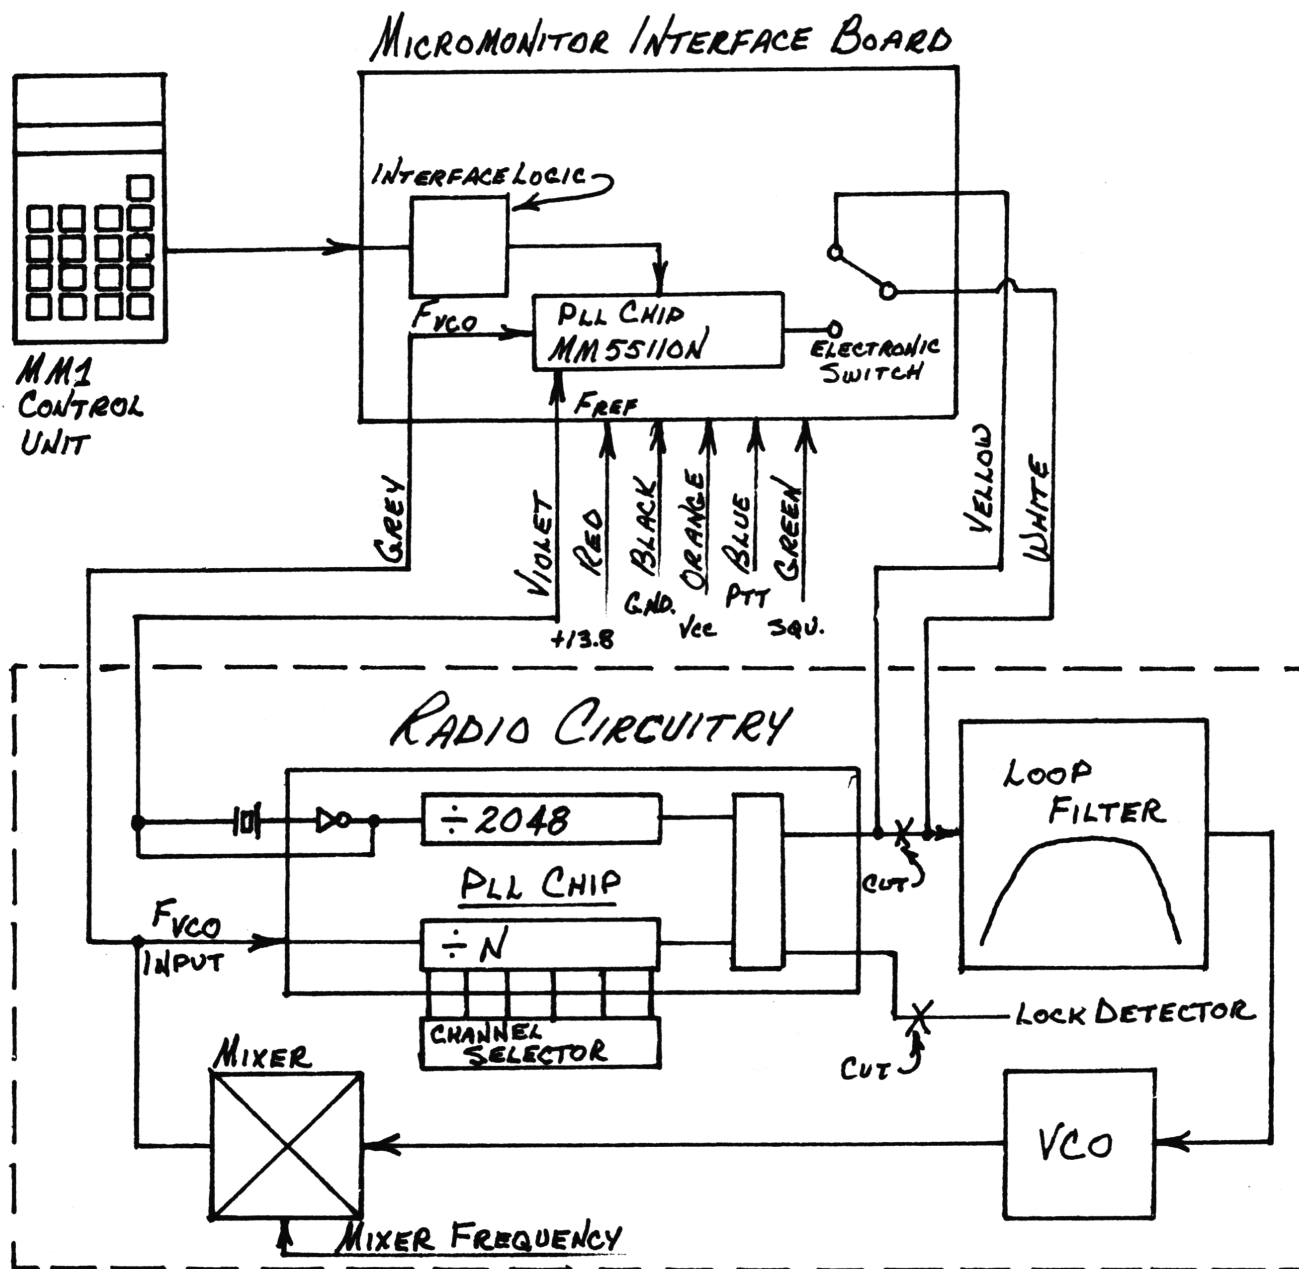 MICROMONITOR INTERFACE BOARD
INTERFACE LOGIC
FVCO
PLL CHIP
MM55110N
ELECTRONIC
SWITCH
FREF
MM1
CONTROL
UNIT
GREY
VIOLET
RED
BLACK
ORANGE
BLUE
GREEN
YELLOW
WHITE
+13.8
GND.
VCC
PTT
SQU.
RADIO CIRCUITRY
LOOP
FILTER
÷ 2048
CUT
PLL CHIP
FVCO
INPUT
÷ N
CHANNEL
SELECTOR
LOCK DETECTOR
CUT
MIXER
VCO
MIXER FREQUENCY